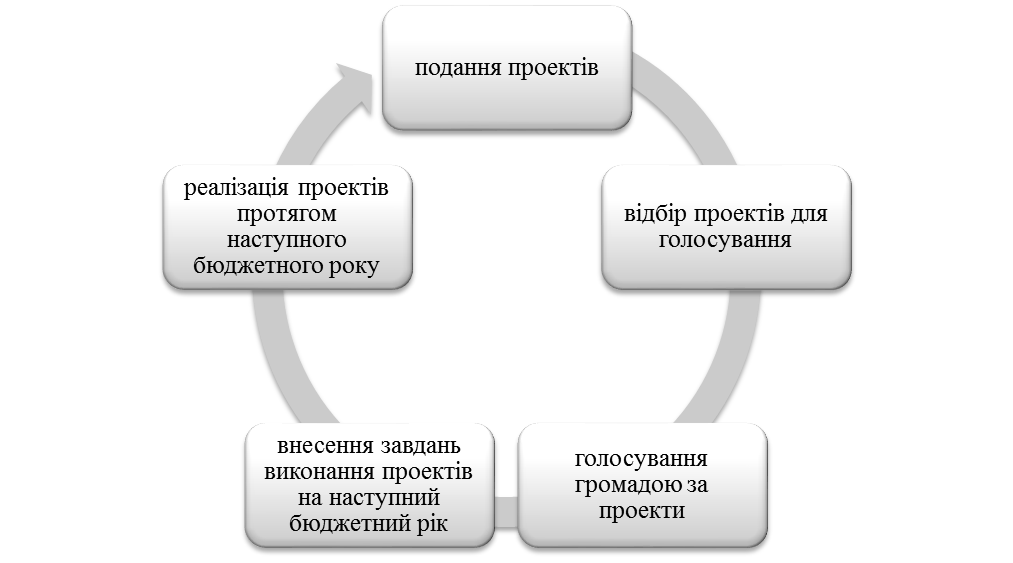 подання проектів
відбір проектів для
голосування
голосування
громадою за
проекти
внесення завдань
виконання проектів
на наступний
бюджетний рік
реалізація проектів
протягом
наступного
бюджетного року